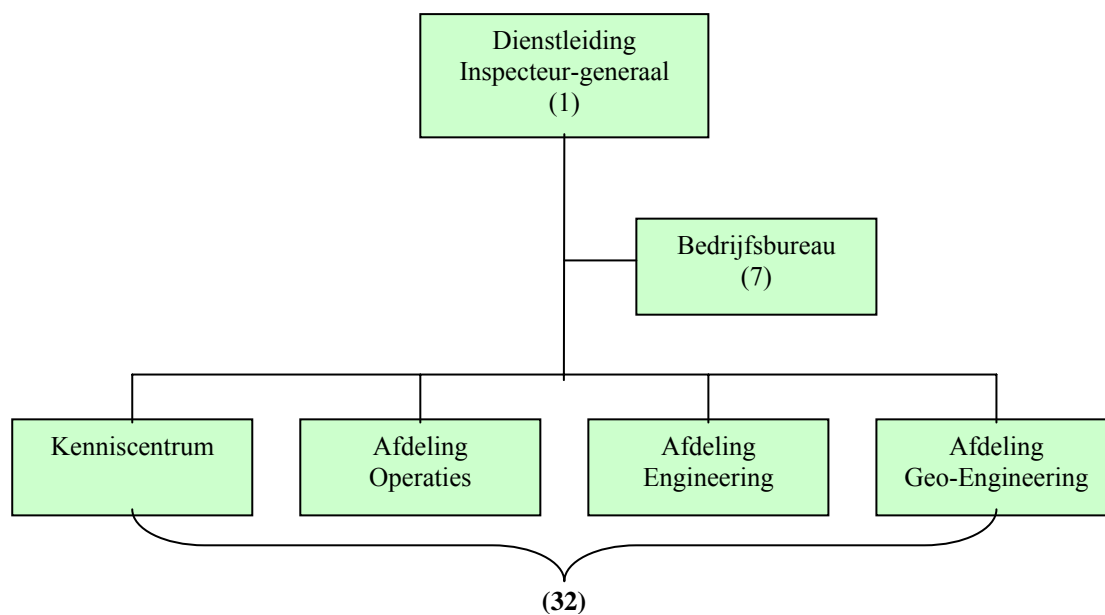 Dienstleiding
Inspecteur-generaal
(1)
Bedrijfsbureau
(7)
Kenniscentrum
Afdeling
Operaties
Afdeling
Engineering
Afdeling
Geo-Engineering
(32)